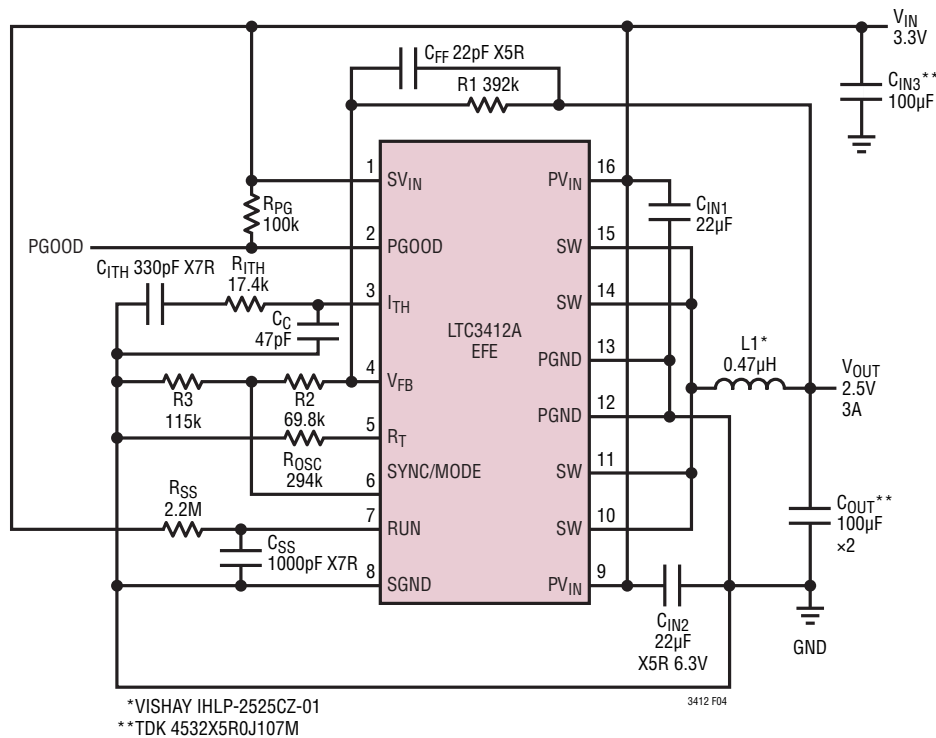 VIN
3.3V
CFF 22pF X5R
R1 392k
CIN3**
100µF
1
SVIN
PVIN
16
RPG
100k
CIN1
22µF
PGOOD
2
PGOOD
SW
15
CITH 330pF X7R
RITH
17.4k
3
ITH
SW
14
CC
47pF
LTC3412A
EFE
PGND
13
L1*
0.47µH
VOUT
2.5V
3A
4
VFB
R3
115k
R2
69.8k
PGND
12
5
RT
ROSC
294k
SYNC/MODE
6
SW
11
RSS
2.2M
7
RUN
SW
10
COUT**
100µF
×2
CSS
1000pF X7R
8
SGND
PVIN
9
CIN2
22µF
X5R 6.3V
GND
3412 F04
*VISHAY IHLP-2525CZ-01
**TDK 4532X5R0J107M